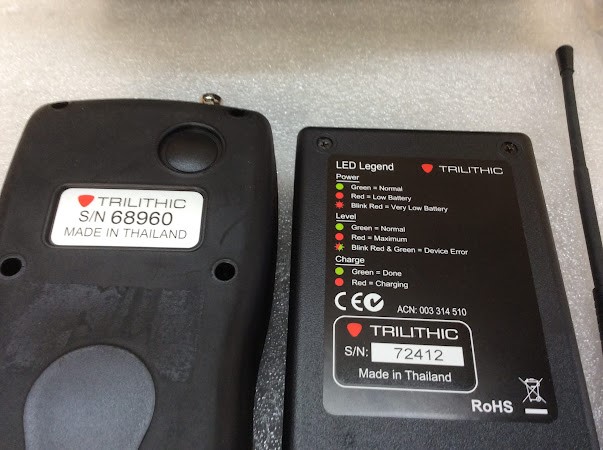 TRILITHIC
S/N 68960
MADE IN THAILAND
LED Legend TRILITHIC
Power
Green = Normal
Red = Low Battery
Blink Red = Very Low Battery
Level
Green = Normal
Red = Maximum
Blink Red & Green = Device Error
Charge
Green = Done
Red = Charging
CE ACN: 003 314 510
TRILITHIC
S/N: 72412
Made in Thailand
RoHS